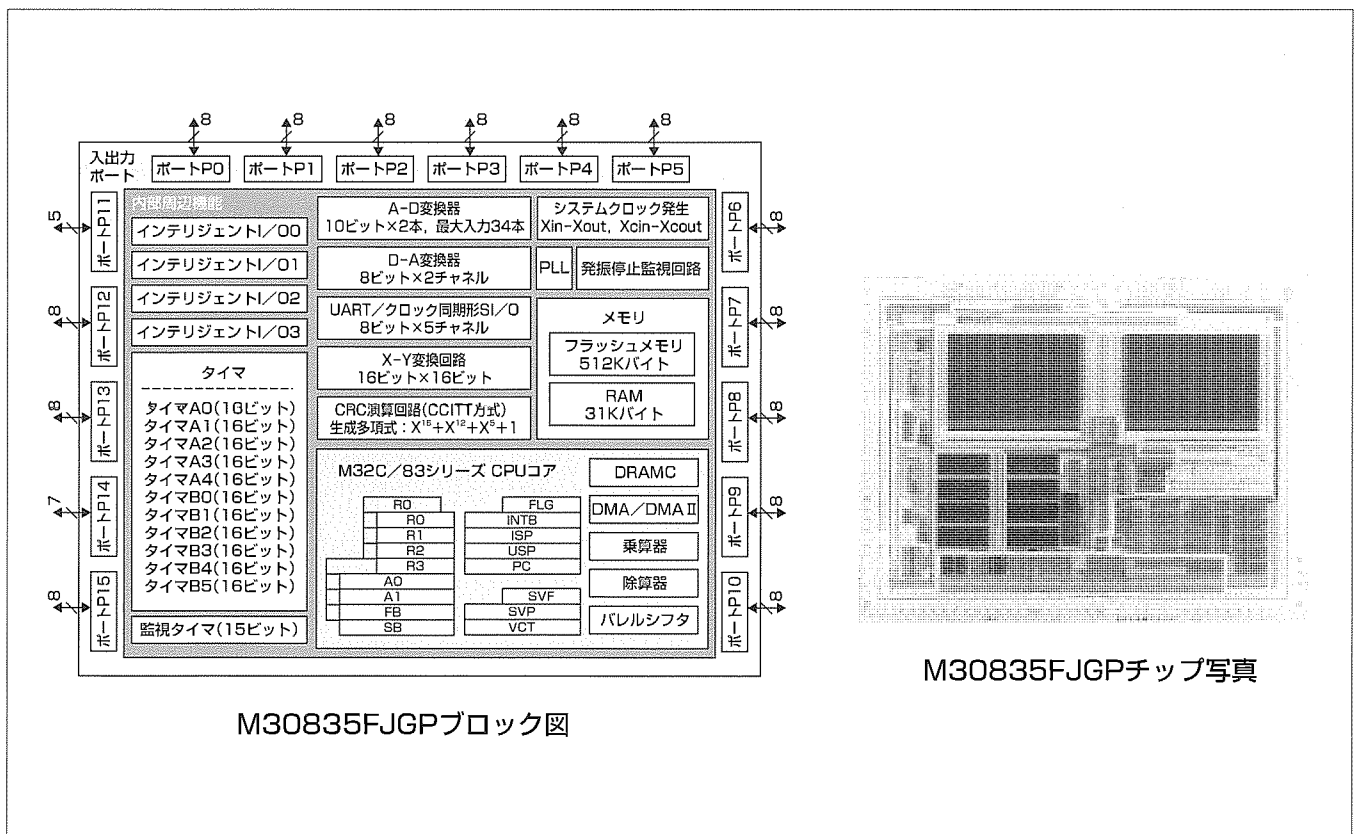 8 8 8 8 8 8
入出力
ポート
ポートP0 ポートP1 ポートP2 ポートP3 ポートP4 ポートP5
5 ポートP11
8 ポートP12
8 ポートP13
7 ポートP14
8 ポートP15
内部周辺機能
インテリジェントI/O0
インテリジェントI/O1
インテリジェントI/O2
インテリジェントI/O3
タイマ
タイマA0(16ビット)
タイマA1(16ビット)
タイマA2(16ビット)
タイマA3(16ビット)
タイマA4(16ビット)
タイマB0(16ビット)
タイマB1(16ビット)
タイマB2(16ビット)
タイマB3(16ビット)
タイマB4(16ビット)
タイマB5(16ビット)
監視タイマ(15ビット)
A-D変換器
10ビット×2本, 最大入力34本
D-A変換器
8ビット×2チャネル
UART/クロック同期形SI/O
8ビット×5チャネル
X-Y変換回路
16ビット×16ビット
CRC演算回路(CCITT方式)
生成多項式：X¹⁶+X¹²+X⁵+1
システムクロック発生
Xin-Xout, Xcin-Xcout
PLL 発振停止監視回路
メモリ
フラッシュメモリ
512Kバイト
RAM
31Kバイト
M32C/83シリーズ CPUコア
R0
R0
R1
R2
R3
A0
A1
FB
SB
FLG
INTB
ISP
USP
PC
SVF
SVP
VCT
DRAMC
DMA/DMAⅡ
乗算器
除算器
バレルシフタ
ポートP6 8
ポートP7 8
ポートP8 8
ポートP9 8
ポートP10 8
M30835FJGPブロック図
M30835FJGPチップ写真